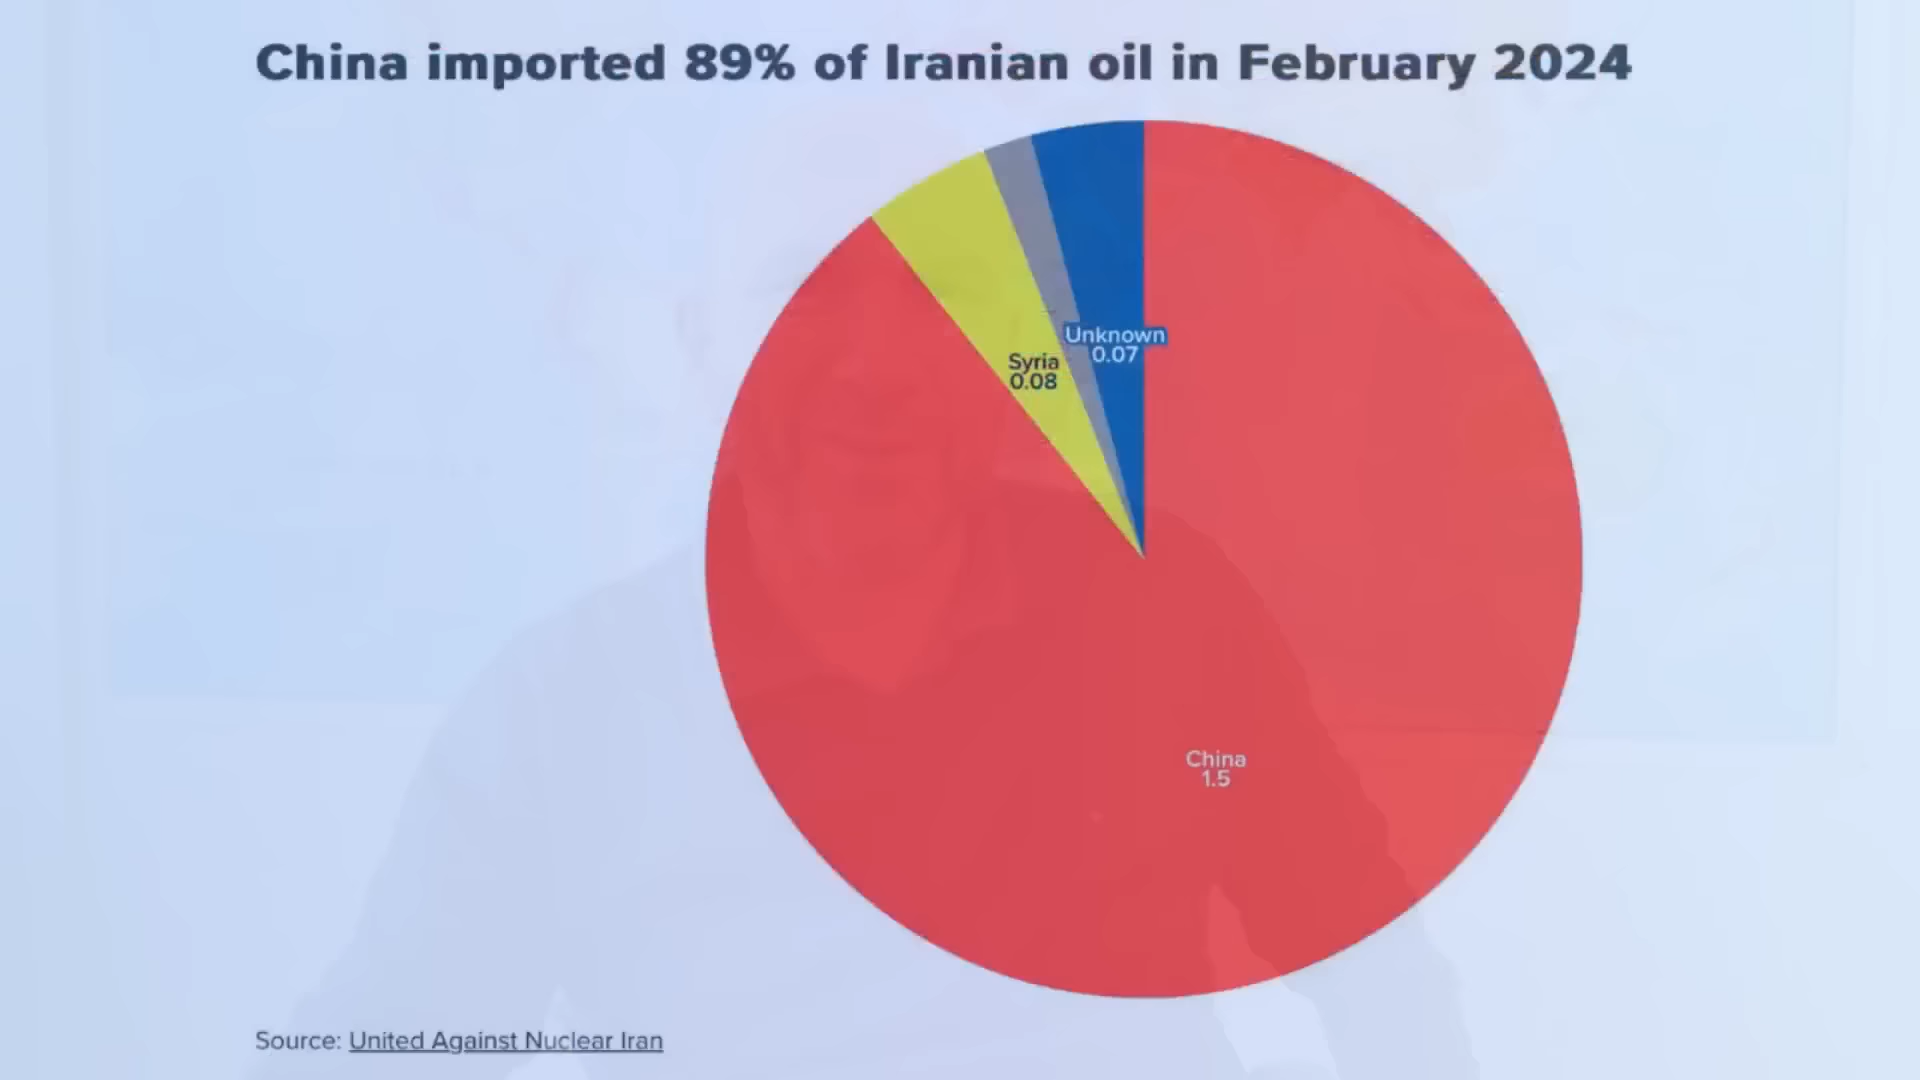 China imported 89% of Iranian oil in February 2024
Unknown
0.07
Syria
0.08
China
1.5
Source: United Against Nuclear Iran